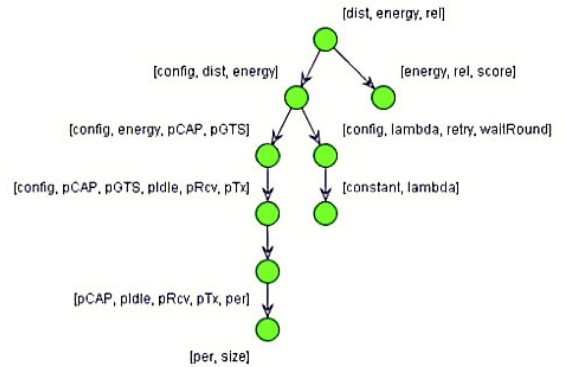 [dist, energy, rel]
[config, dist, energy]
[energy, rel, score]
[config, energy, pCAP, pGTS]
[config, lambda, retry, waitRound]
[config, pCAP, pGTS, pIdle, pRcv, pTx]
[constant, lambda]
[pCAP, pIdle, pRcv, pTx, per]
[per, size]